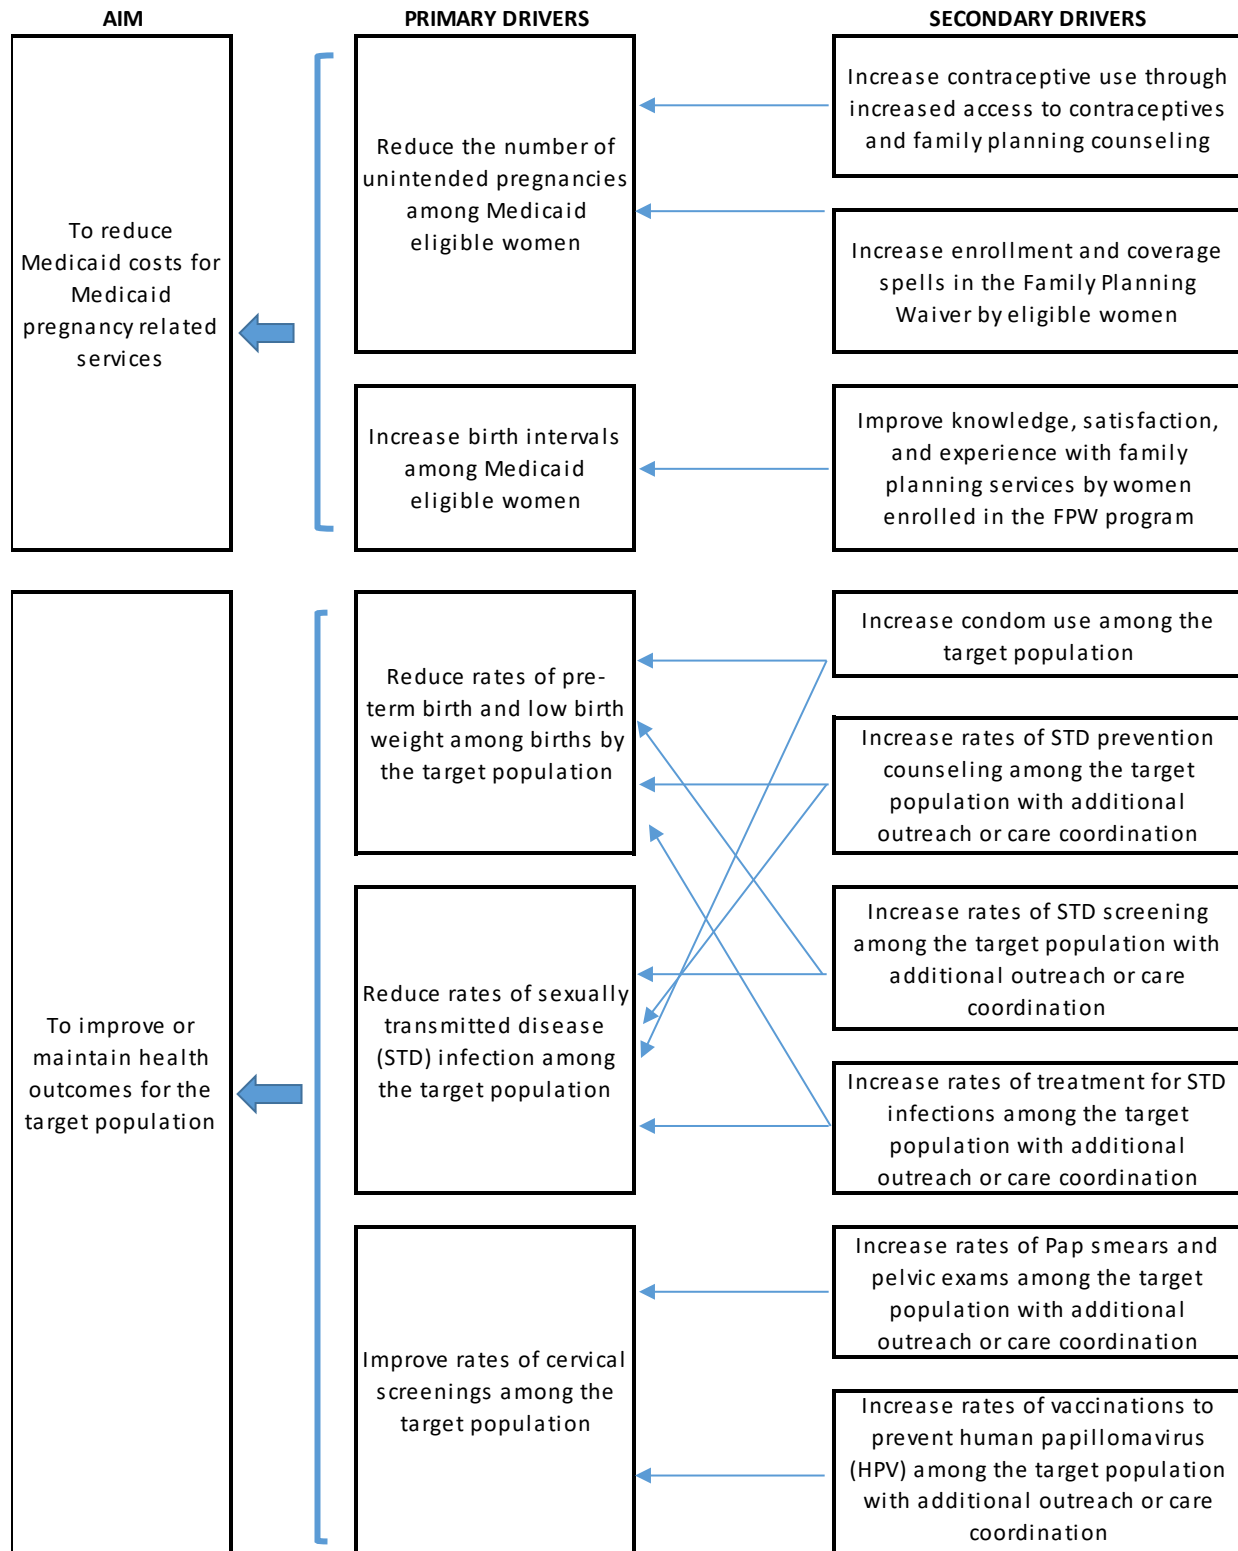 AIM
PRIMARY DRIVERS
SECONDARY DRIVERS
To reduce
Medicaid costs for
Medicaid
pregnancy related
services
Reduce the number of
unintended pregnancies
among Medicaid
eligible women
Increase birth intervals
among Medicaid
eligible women
Increase contraceptive use through
increased access to contraceptives
and family planning counseling
Increase enrollment and coverage
spells in the Family Planning
Waiver by eligible women
Improve knowledge, satisfaction,
and experience with family
planning services by women
enrolled in the FPW program
To improve or
maintain health
outcomes for the
target population
Reduce rates of pre-
term birth and low birth
weight among births by
the target population
Reduce rates of sexually
transmitted disease
(STD) infection among
the target population
Improve rates of cervical
screenings among the
target population
Increase condom use among the
target population
Increase rates of STD prevention
counseling among the target
population with additional
outreach or care coordination
Increase rates of STD screening
among the target population with
additional outreach or care
coordination
Increase rates of treatment for STD
infections among the target
population with additional
outreach or care coordination
Increase rates of Pap smears and
pelvic exams among the target
population with additional
outreach or care coordination
Increase rates of vaccinations to
prevent human papillomavirus
(HPV) among the target population
with additional outreach or care
coordination